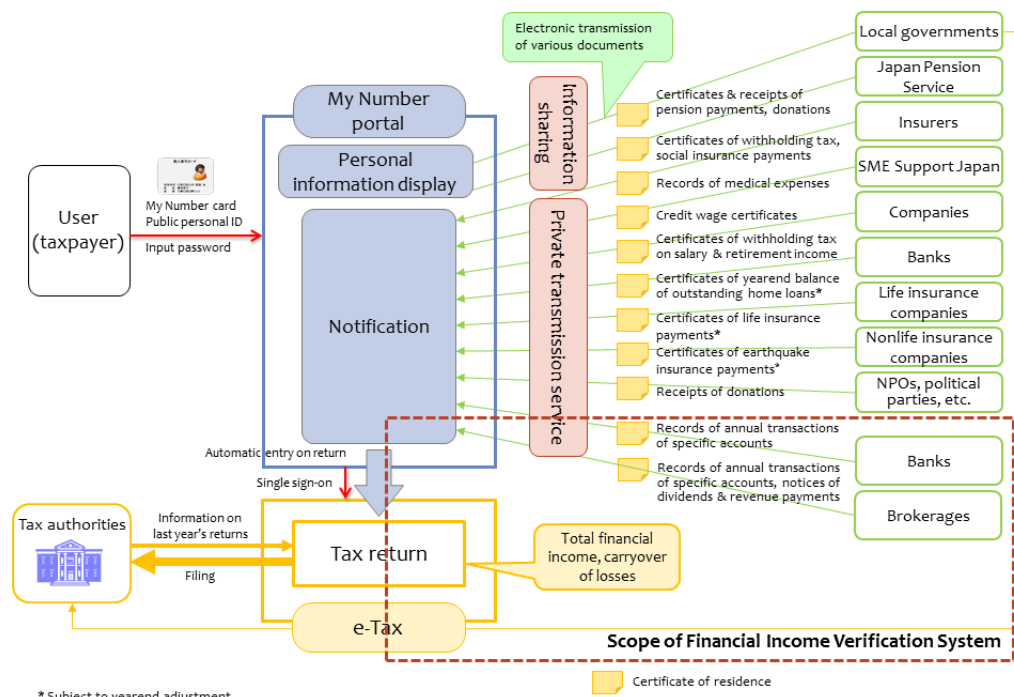 Electronic transmission
of various documents
Local governments
Japan Pension
Service
Insurers
SME Support Japan
Companies
Banks
Life insurance
companies
Nonlife insurance
companies
NPOs, political
parties, etc.
Banks
Brokerages
My Number
portal
Personal
information display
Notification
Information
sharing
Private transmission service
Certificates & receipts of
pension payments, donations
Certificates of withholding tax,
social insurance payments
Records of medical expenses
Credit wage certificates
Certificates of withholding tax
on salary & retirement income
Certificates of yearend balance
of outstanding home loans*
Certificates of life insurance
payments*
Certificates of earthquake
insurance payments*
Receipts of donations
Records of annual transactions
of specific accounts
Records of annual transactions
of specific accounts, notices of
dividends & revenue payments
User
(taxpayer)
My Number card
Public personal ID
Input password
Automatic entry on return
Single sign-on
Tax authorities
Information on
last year's returns
Filing
Tax return
Total financial
income, carryover
of losses
e-Tax
Scope of Financial Income Verification System
Certificate of residence
* Subject to yearend adjustment